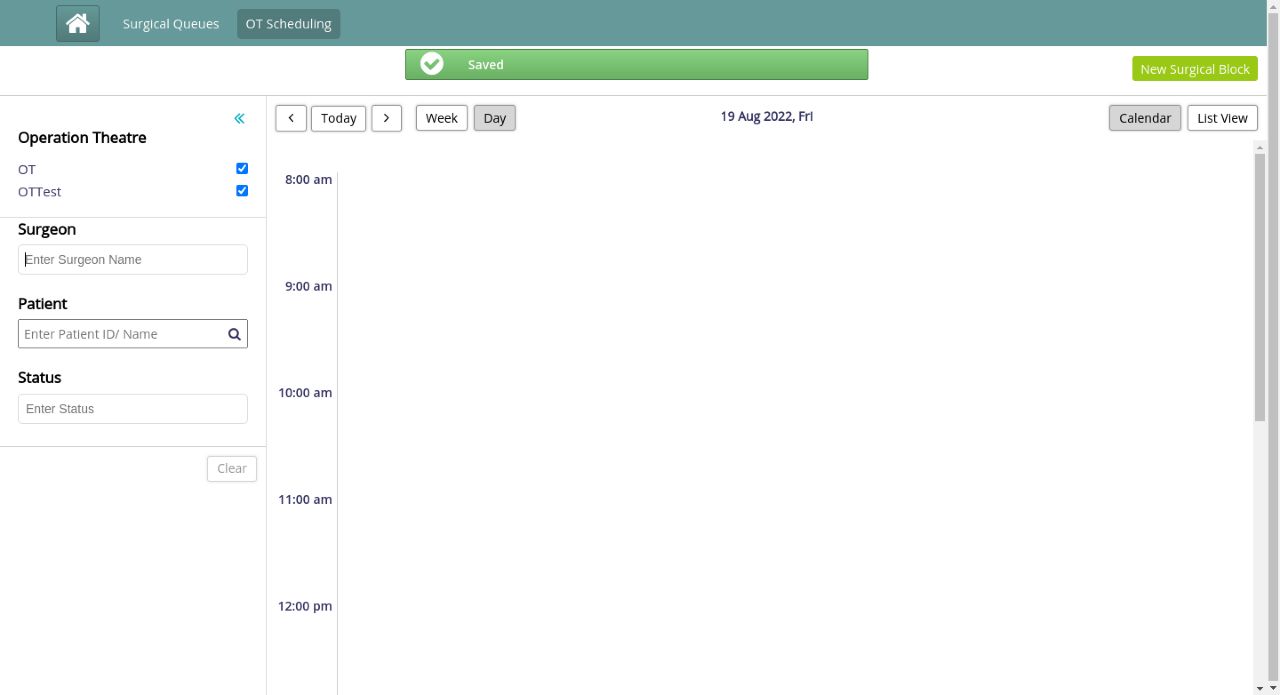 Surgical Queues OT Scheduling
Saved
New Surgical Block
Today Week Day 19 Aug 2022, Fri Calendar List View
Operation Theatre
OT
OTTest
Surgeon
Enter Surgeon Name
Patient
Enter Patient ID/ Name
Status
Enter Status
Clear
8:00 am
9:00 am
10:00 am
11:00 am
12:00 pm